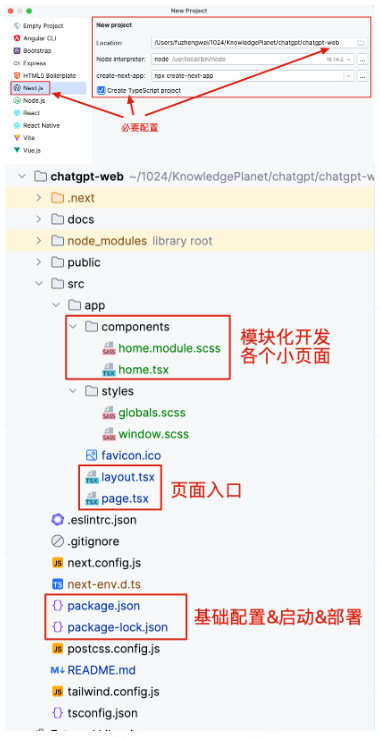 New Project
Empty Project
Angular CLI
Bootstrap
Express
HTML5 Boilerplate
Next.js
Node.js
React
React Native
Vite
Vue.js
New project
Location: /Users/fuzhengwei/1024/KnowledgePlanet/chatgpt/chatgpt-web
Node interpreter: node /usr/local/bin/node 18.14.2
create-next-app: npx create-next-app
Create TypeScript project
必要配置
chatgpt-web ~/1024/KnowledgePlanet/chatgpt/chatgpt-w
.next
docs
node_modules library root
public
src
app
components
home.module.scss
home.tsx
模块化开发
各个小页面
styles
globals.scss
window.scss
favicon.ico
layout.tsx
page.tsx
页面入口
.eslintrc.json
.gitignore
next.config.js
next-env.d.ts
package.json
package-lock.json
基础配置&启动&部署
postcss.config.js
README.md
tailwind.config.js
tsconfig.json